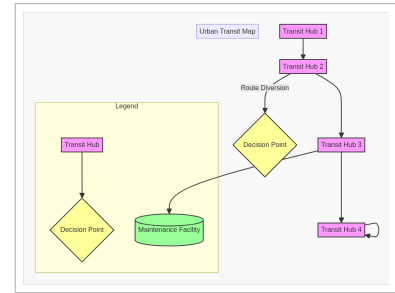 Urban Transit Map
Transit Hub 1
Transit Hub 2
Route Diversion
Legend
Transit Hub
Decision Point
Transit Hub 3
Decision Point
Maintenance Facility
Transit Hub 4